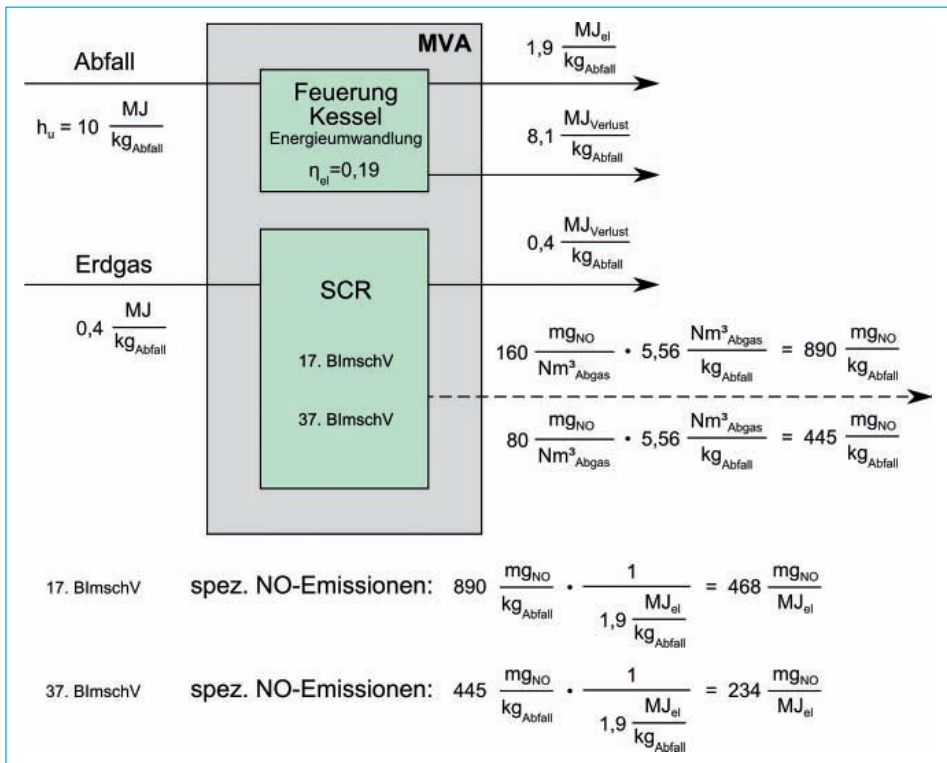 MVA
Abfall
h_u = 10 MJ/kg_Abfall
Feuerung
Kessel
Energieumwandlung
η_el=0,19
1,9 MJ_el/kg_Abfall
8,1 MJ_Verlust/kg_Abfall
Erdgas
0,4 MJ/kg_Abfall
SCR
17. BlmschV
37. BlmschV
0,4 MJ_Verlust/kg_Abfall
160 mg_NO/Nm³_Abgas · 5,56 Nm³_Abgas/kg_Abfall = 890 mg_NO/kg_Abfall
80 mg_NO/Nm³_Abgas · 5,56 Nm³_Abgas/kg_Abfall = 445 mg_NO/kg_Abfall
17. BlmschV spez. NO-Emissionen: 890 mg_NO/kg_Abfall · 1/(1,9 MJ_el/kg_Abfall) = 468 mg_NO/MJ_el
37. BlmschV spez. NO-Emissionen: 445 mg_NO/kg_Abfall · 1/(1,9 MJ_el/kg_Abfall) = 234 mg_NO/MJ_el